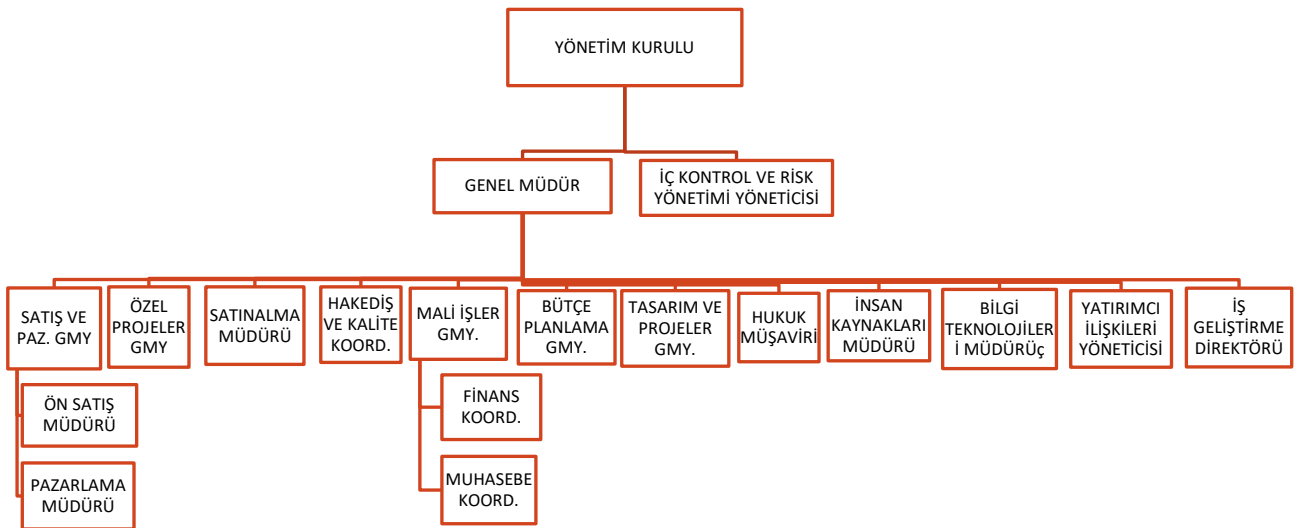 YÖNETİM KURULU
GENEL MÜDÜR
İÇ KONTROL VE RİSK
YÖNETİMİ YÖNETİCİSİ
SATIŞ VE
PAZ. GMY
ÖZEL
PROJELER
GMY
SATINALMA
MÜDÜRÜ
HAKEDİŞ
VE KALİTE
KOORD.
MALİ İŞLER
GMY.
BÜTÇE
PLANLAMA
GMY.
TASARIM VE
PROJELER
GMY.
HUKUK
MÜŞAVİRİ
İNSAN
KAYNAKLARI
MÜDÜRÜ
BİLGİ
TEKNOLOJİLER
İ MÜDÜRÜç
YATIRIMCI
İLİŞKİLERİ
YÖNETİCİSİ
İŞ
GELİŞTİRME
DİREKTÖRÜ
ÖN SATIŞ
MÜDÜRÜ
PAZARLAMA
MÜDÜRÜ
FİNANS
KOORD.
MUHASEBE
KOORD.